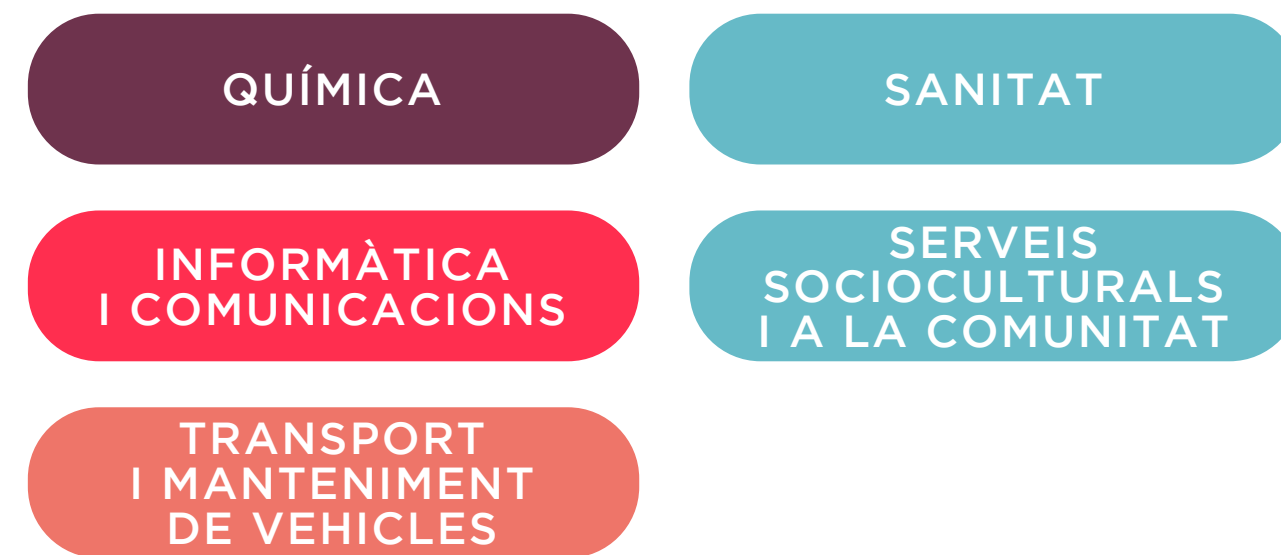 QUÍMICA
SANITAT
INFORMÀTICA
I COMUNICACIONS
SERVEIS
SOCIOCULTURALS
I A LA COMUNITAT
TRANSPORT
I MANTENIMENT
DE VEHICLES